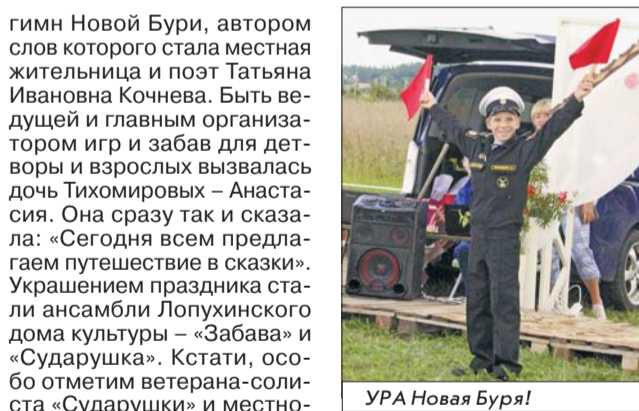 гимн Новой Бури, автором
слов которого стала местная
жительница и поэт Татьяна
Ивановна Кочнева. Быть ве-
дущей и главным организа-
тором игр и забав для дет-
воры и взрослых вызвалась
дочь Тихомировых – Анаста-
сия. Она сразу так и сказа-
ла: «Сегодня всем предла-
гаем путешествие в сказки».
Украшением праздника ста-
ли ансамбли Лопухинского
дома культуры – «Забава» и
«Сударушка». Кстати, осо-
бо отметим ветерана-соли-
ста «Сударушки» и местно-
УРА Новая Буря!